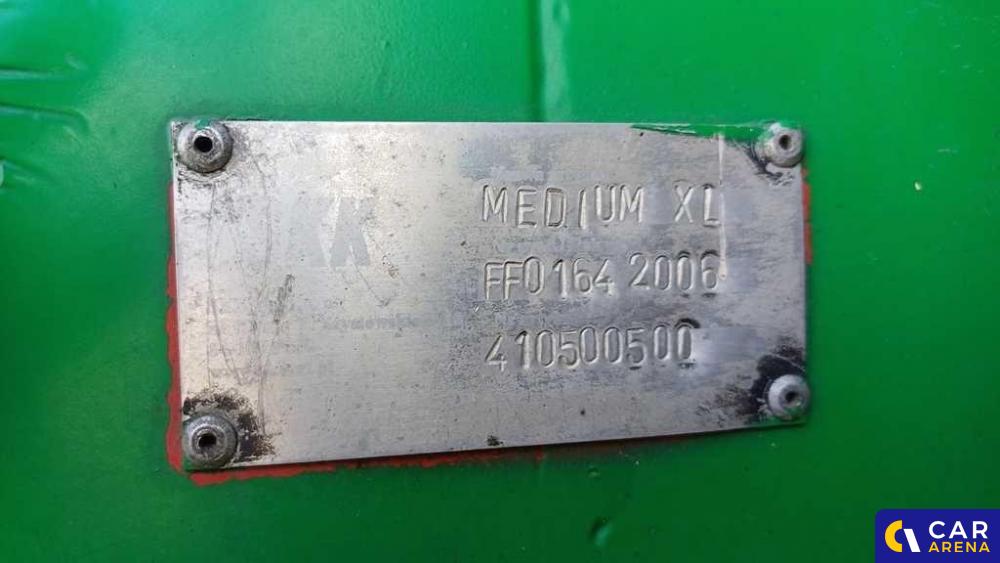 MEDIUM XL
FF0164 2006
410500500
CAR
ARENA